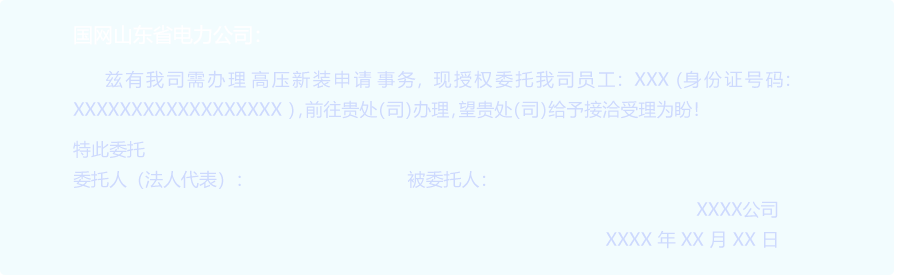 国网山东省电力公司：
兹有我司需办理 高压新装申请 事务，现授权委托我司员工：XXX (身份证号码:
XXXXXXXXXXXXXXXXXX ) ,前往贵处(司)办理 ,望贵处(司)给予接洽受理为盼 !
特此委托
委托人（法人代表）： 被委托人：
XXXX公司
XXXX 年 XX 月 XX 日